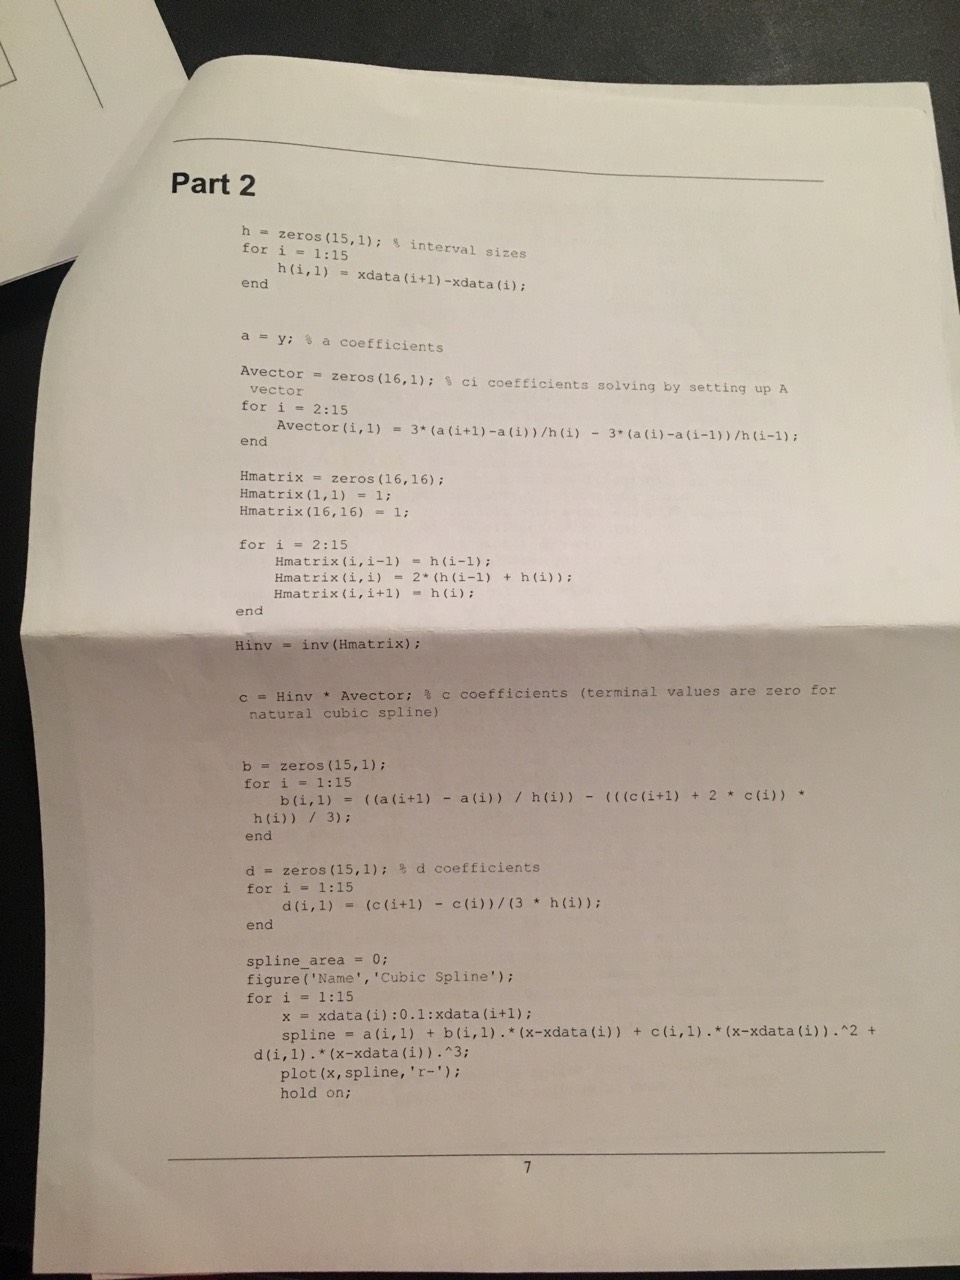 Part 2
h = zeros(15,1); % interval sizes
for i = 1:15
h(i,1) = xdata(i+1)-xdata(i);
end
a = y; % a coefficients
Avector = zeros(16,1); % ci coefficients solving by setting up A
vector
for i = 2:15
Avector(i,1) = 3*(a(i+1)-a(i))/h(i) - 3*(a(i)-a(i-1))/h(i-1);
end
Hmatrix = zeros(16,16);
Hmatrix(1,1) = 1;
Hmatrix(16,16) = 1;
for i = 2:15
Hmatrix(i,i-1) = h(i-1);
Hmatrix(i,i) = 2*(h(i-1) + h(i));
Hmatrix(i,i+1) = h(i);
end
Hinv = inv(Hmatrix);
c = Hinv * Avector; % c coefficients (terminal values are zero for
natural cubic spline)
b = zeros(15,1);
for i = 1:15
b(i,1) = ((a(i+1) - a(i)) / h(i)) - (((c(i+1) + 2 * c(i)) *
h(i)) / 3);
end
d = zeros(15,1); % d coefficients
for i = 1:15
d(i,1) = (c(i+1) - c(i))/(3 * h(i));
end
spline_area = 0;
figure('Name','Cubic Spline');
for i = 1:15
x = xdata(i):0.1:xdata(i+1);
spline = a(i,1) + b(i,1).*(x-xdata(i)) + c(i,1).*(x-xdata(i)).^2 +
d(i,1).*(x-xdata(i)).^3;
plot(x,spline,'r-');
hold on;
7